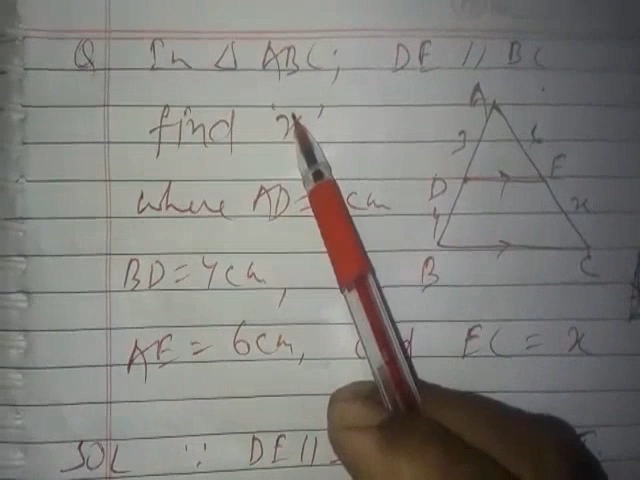 Q In Δ ABC; DE // BC
find 'x'
where AD = cm
BD = 4cm,
AE = 6cm, EC = x
SOL ∵ DE //
A
3 6
D E
4 x
B C